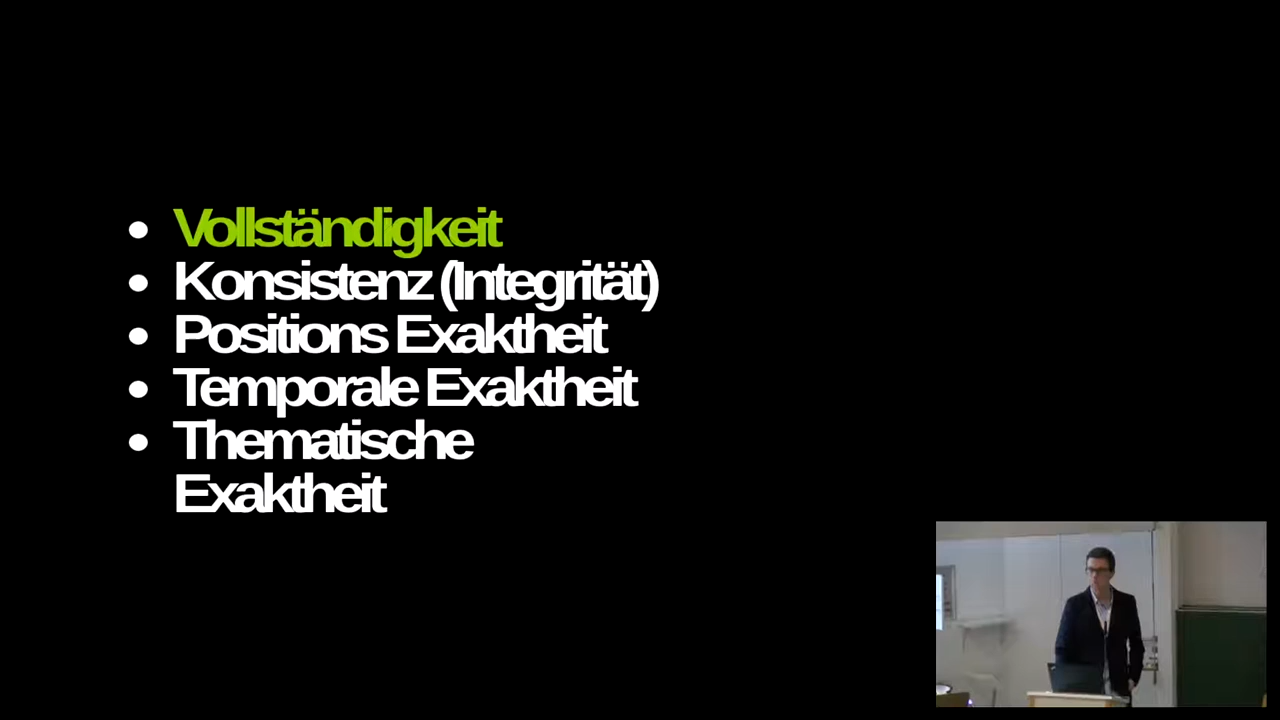 • Vollständigkeit
• Konsistenz (Integrität)
• Positions Exaktheit
• Temporale Exaktheit
• Thematische
Exaktheit